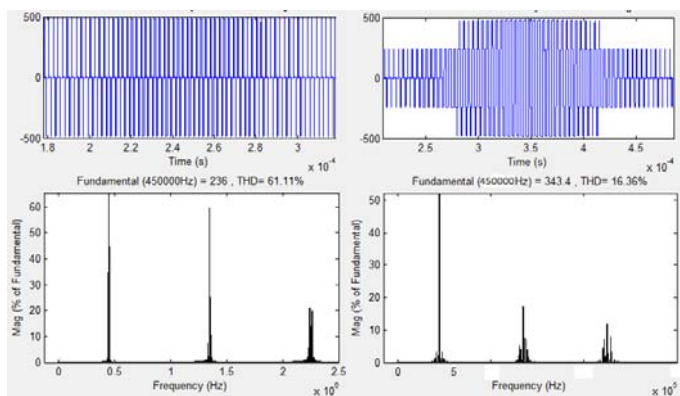 500
0
-500
1.8 2 2.2 2.4 2.6 2.8 3
Time (s)
x 10^-4
500
0
-500
2.5 3 3.5 4 4.5
Time (s)
x 10^-4
Fundamental (450000Hz) = 236 , THD= 61.11%
Mag (% of Fundamental)
60
50
40
30
20
10
0
0 0.5 1 1.5 2 2.5
Frequency (Hz)
x 10^6
Fundamental (450000Hz) = 343.4 , THD= 16.36%
Mag (% of Fundamental)
50
40
30
20
10
0
0 5
Frequency (Hz)
x 10^5